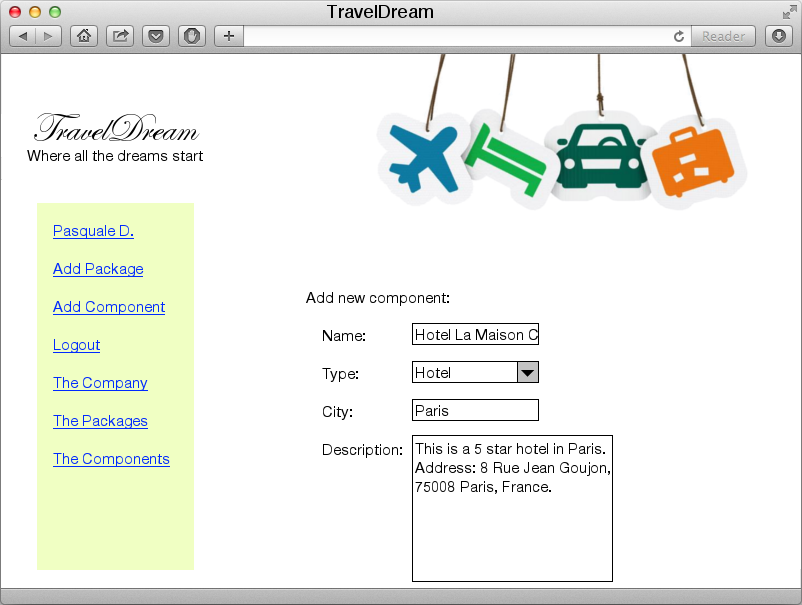 TravelDream
Reader
TravelDream
Where all the dreams start
Pasquale D.
Add Package
Add Component
Logout
The Company
The Packages
The Components
Add new component:
Name: Hotel La Maison C
Type: Hotel
City: Paris
Description: This is a 5 star hotel in Paris.
Address: 8 Rue Jean Goujon,
75008 Paris, France.